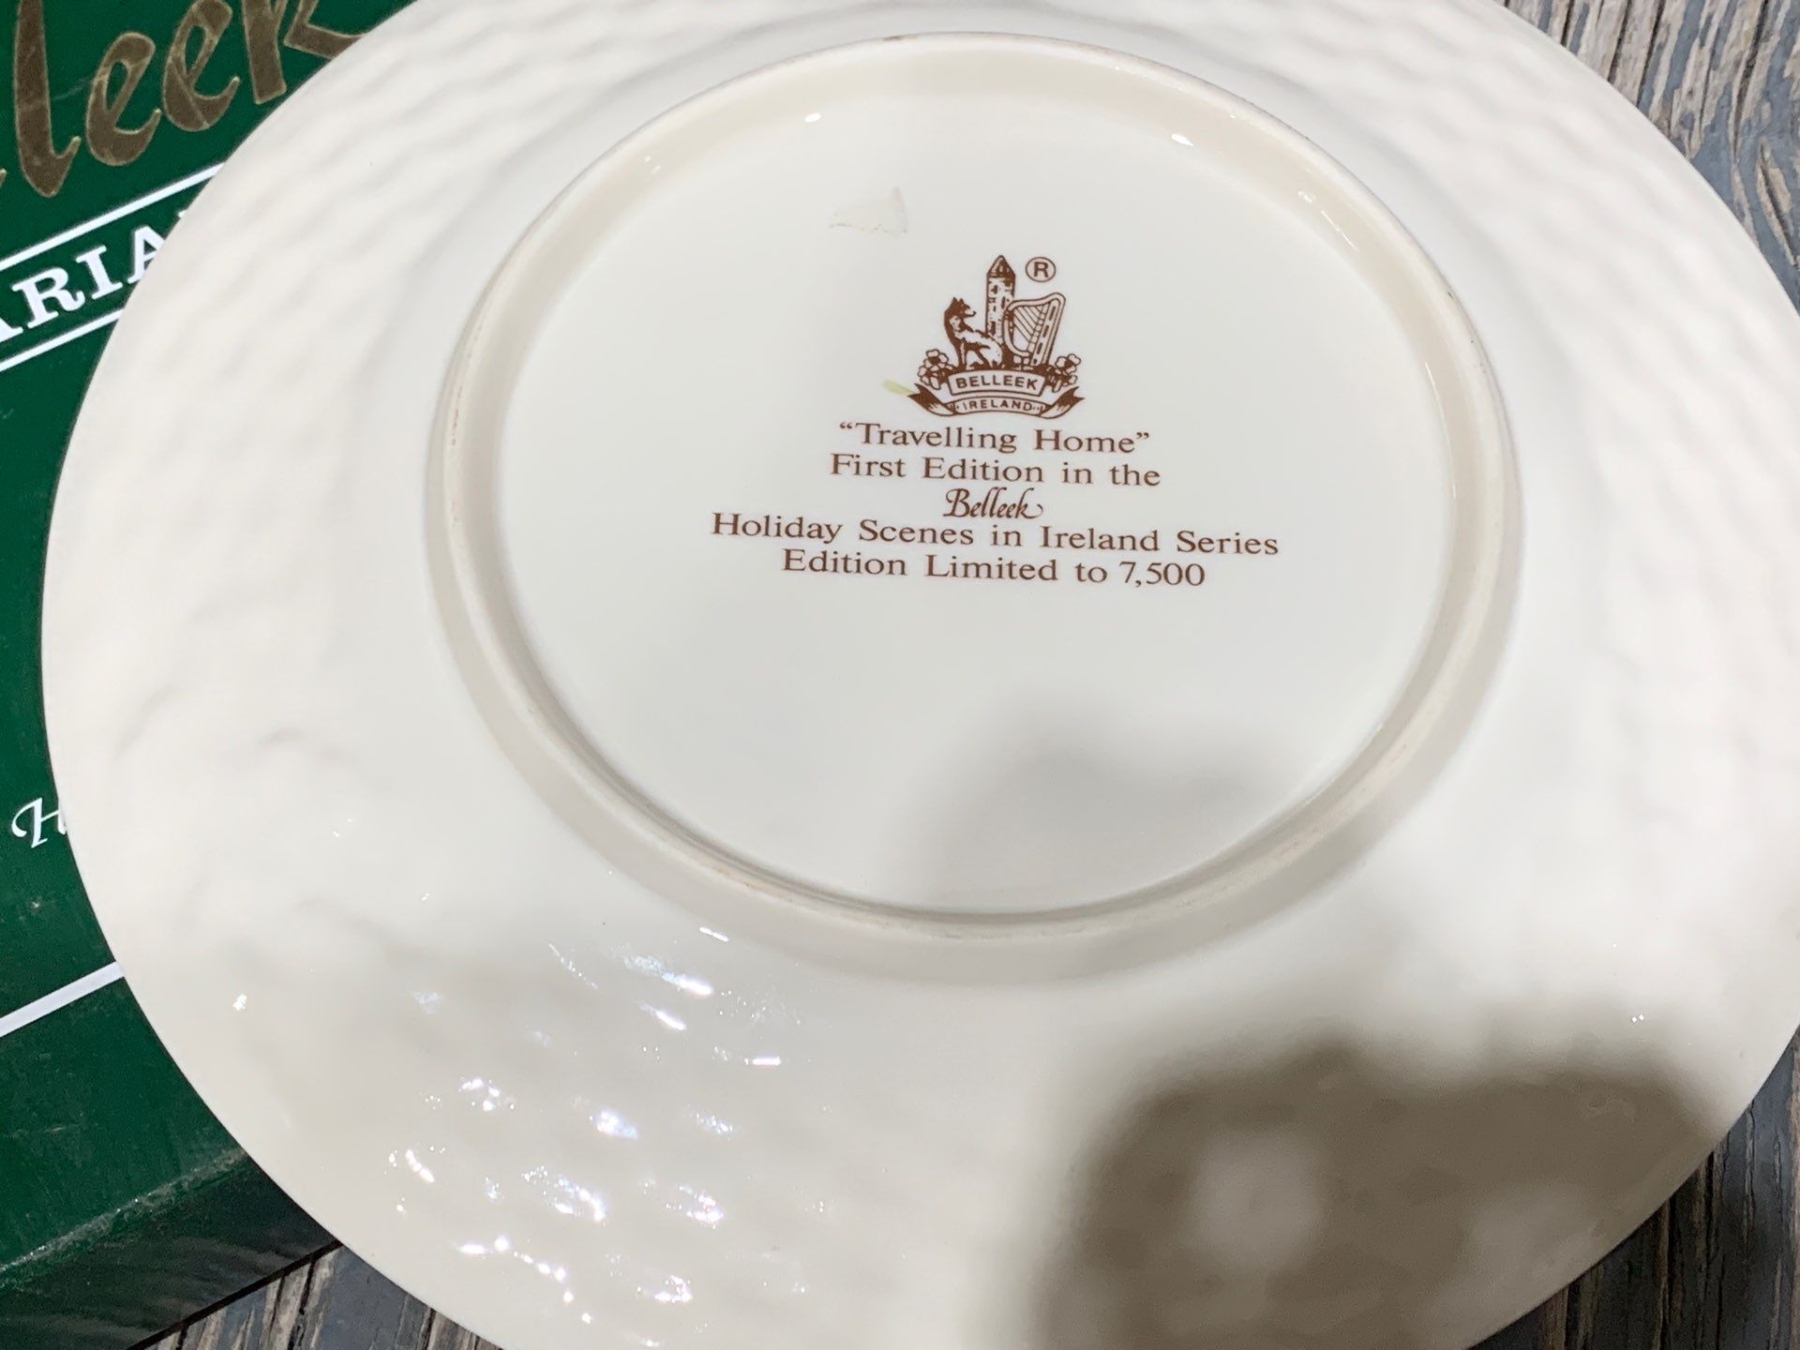 ®
BELLEEK
IRELAND
“Travelling Home”
First Edition in the
Belleek
Holiday Scenes in Ireland Series
Edition Limited to 7,500